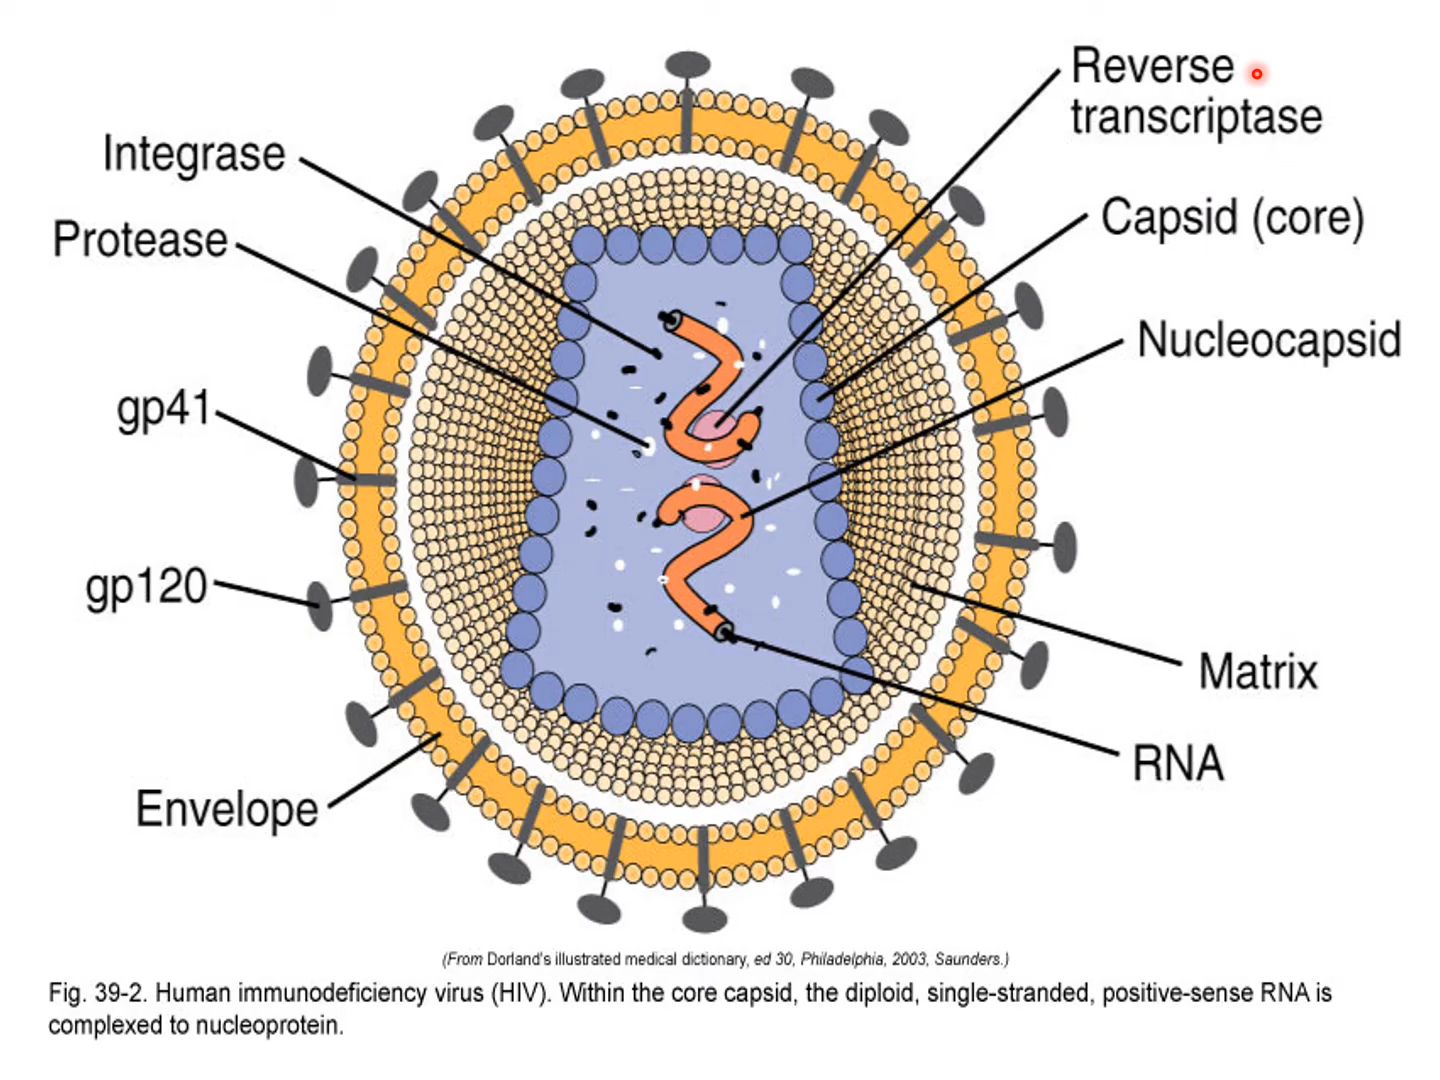 Reverse
transcriptase
Integrase
Capsid (core)
Protease
Nucleocapsid
gp41
gp120
Matrix
RNA
Envelope
(From Dorland's illustrated medical dictionary, ed 30, Philadelphia, 2003, Saunders.)
Fig. 39-2. Human immunodeficiency virus (HIV). Within the core capsid, the diploid, single-stranded, positive-sense RNA is
complexed to nucleoprotein.